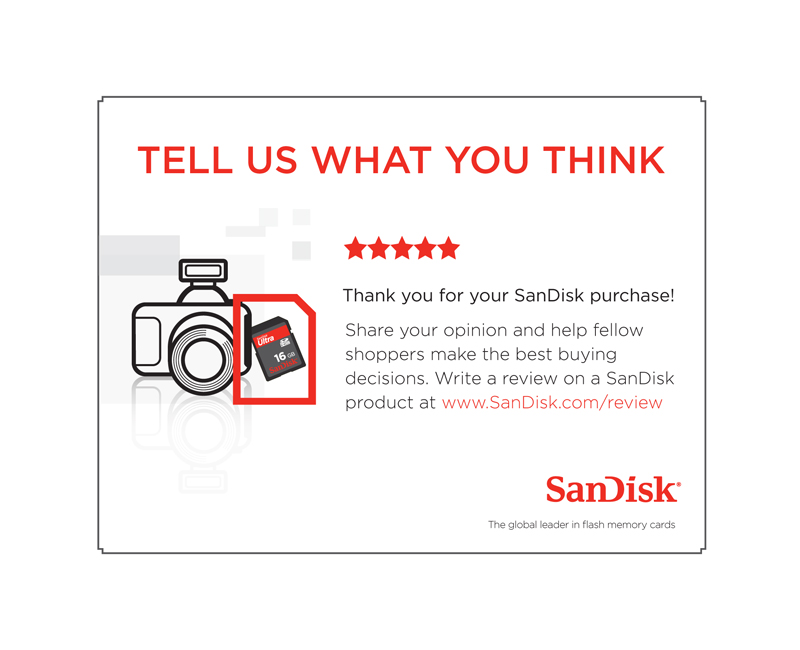 TELL US WHAT YOU THINK
★★★★★
Thank you for your SanDisk purchase!
Share your opinion and help fellow
shoppers make the best buying
decisions. Write a review on a SanDisk
product at www.SanDisk.com/review
Ultra
16 GB
SanDisk
SanDisk®
The global leader in flash memory cards